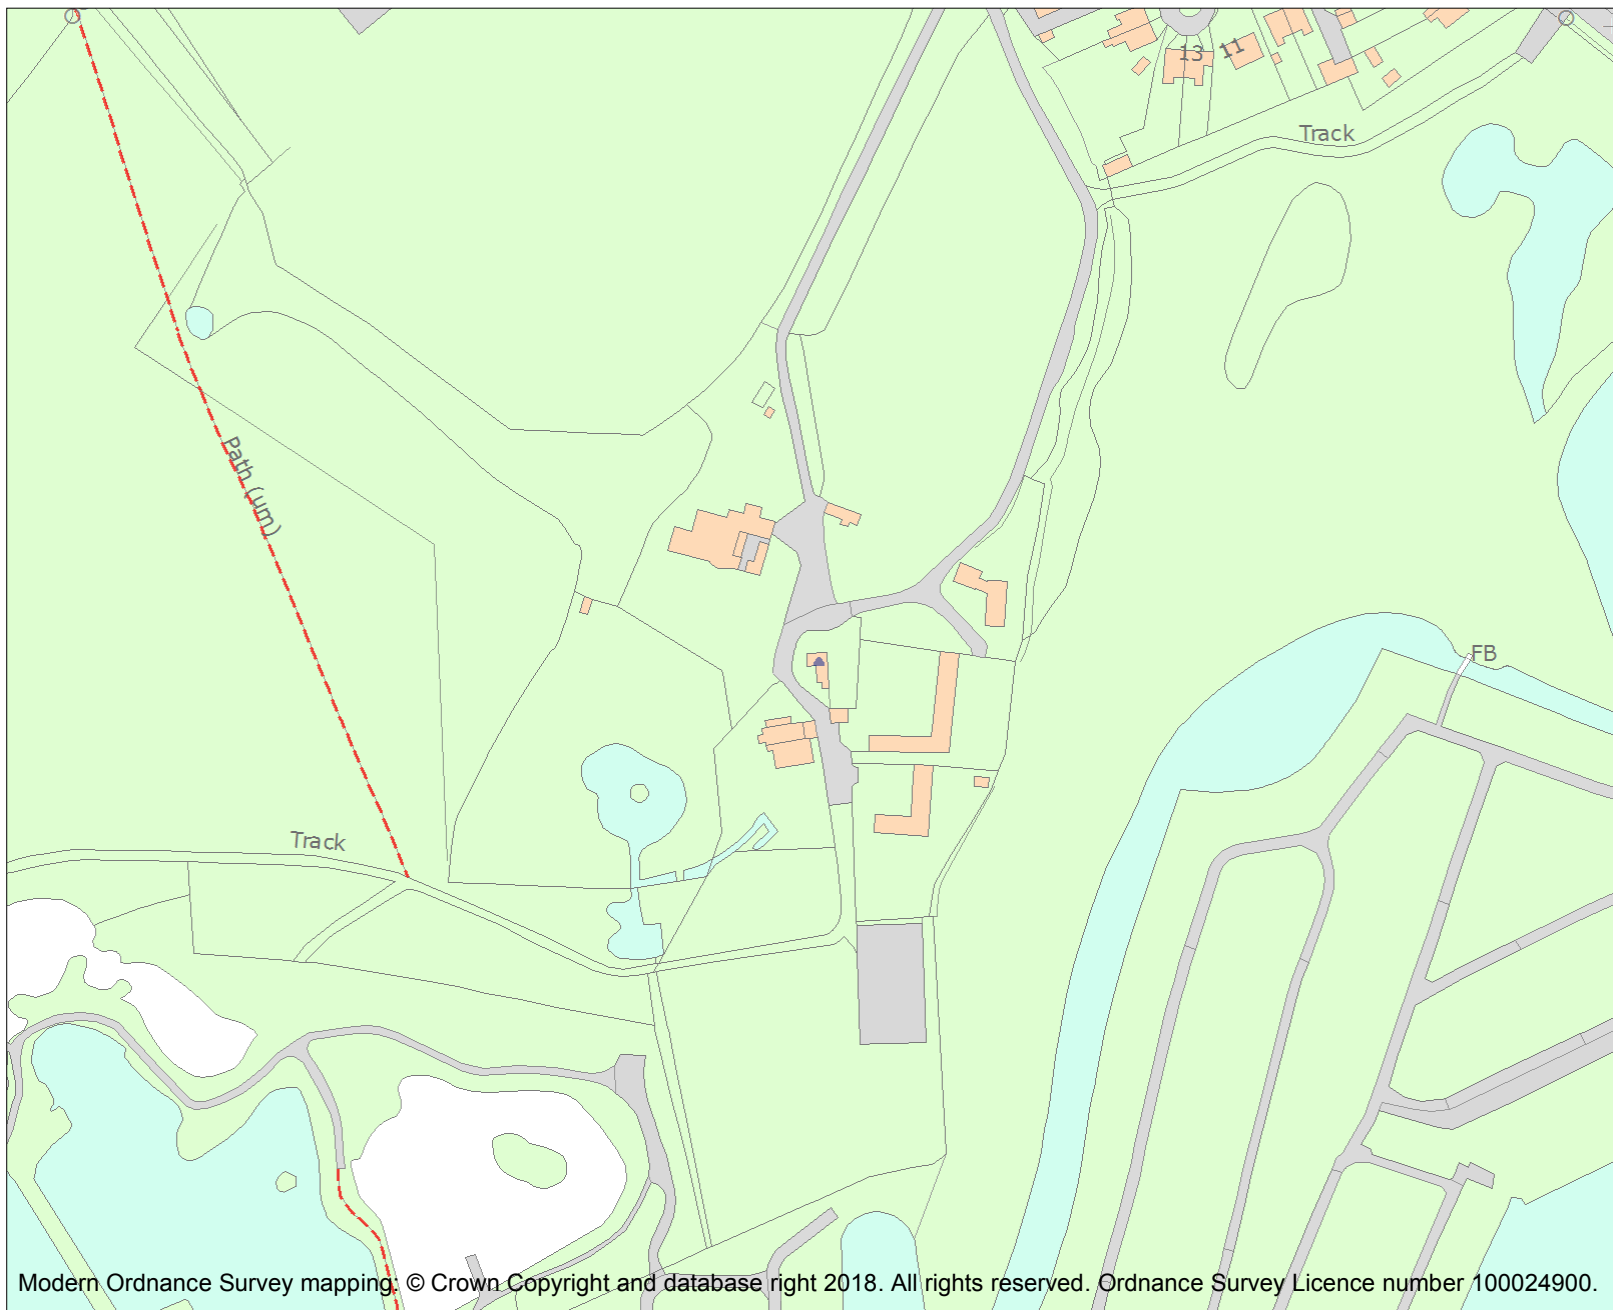 13 11
Track
Path (um)
FB
Track
Modern Ordnance Survey mapping: © Crown Copyright and database right 2018. All rights reserved. Ordnance Survey Licence number 100024900.